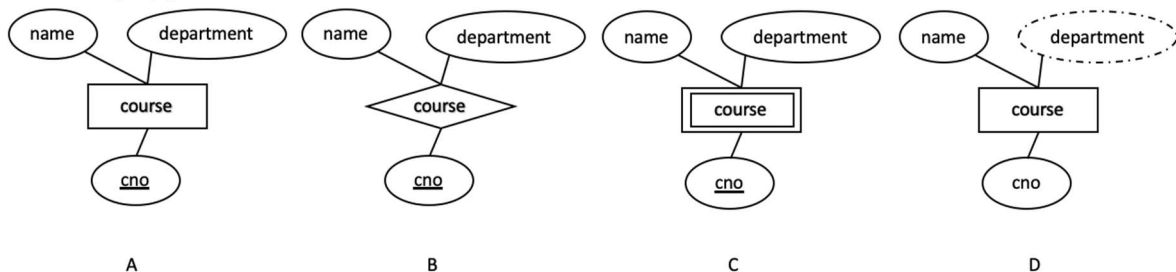 name department name department name department name department
course course course course
cno cno cno cno
A B C D